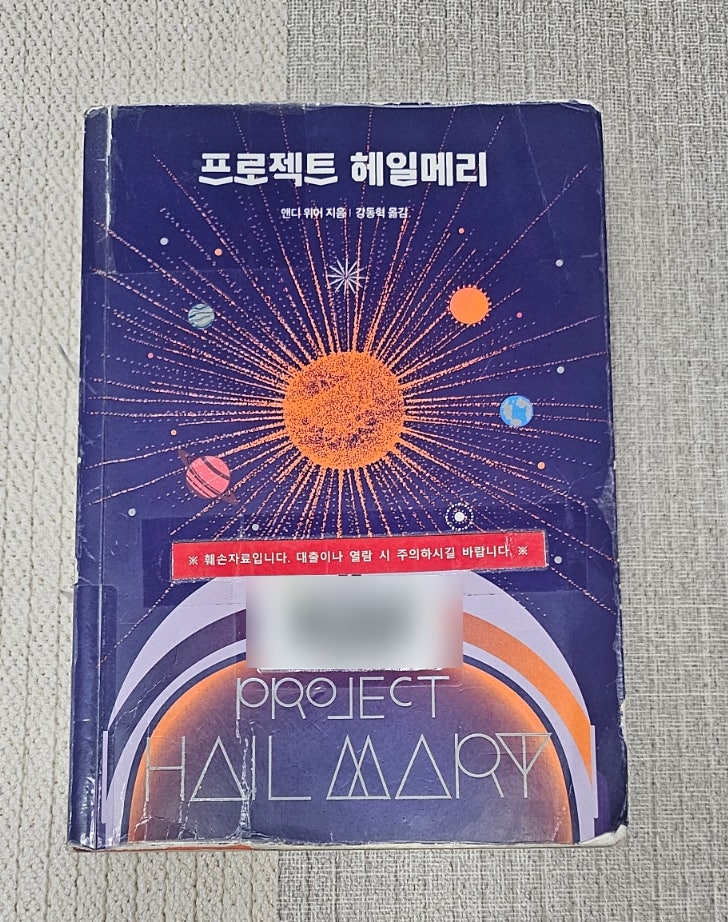 프로젝트 헤일메리
앤디 위어 지음 | 강동혁 옮김
※ 훼손자료입니다. 대출이나 열람 시 주의하시길 바랍니다. ※
PROJECT
HAIL MARY